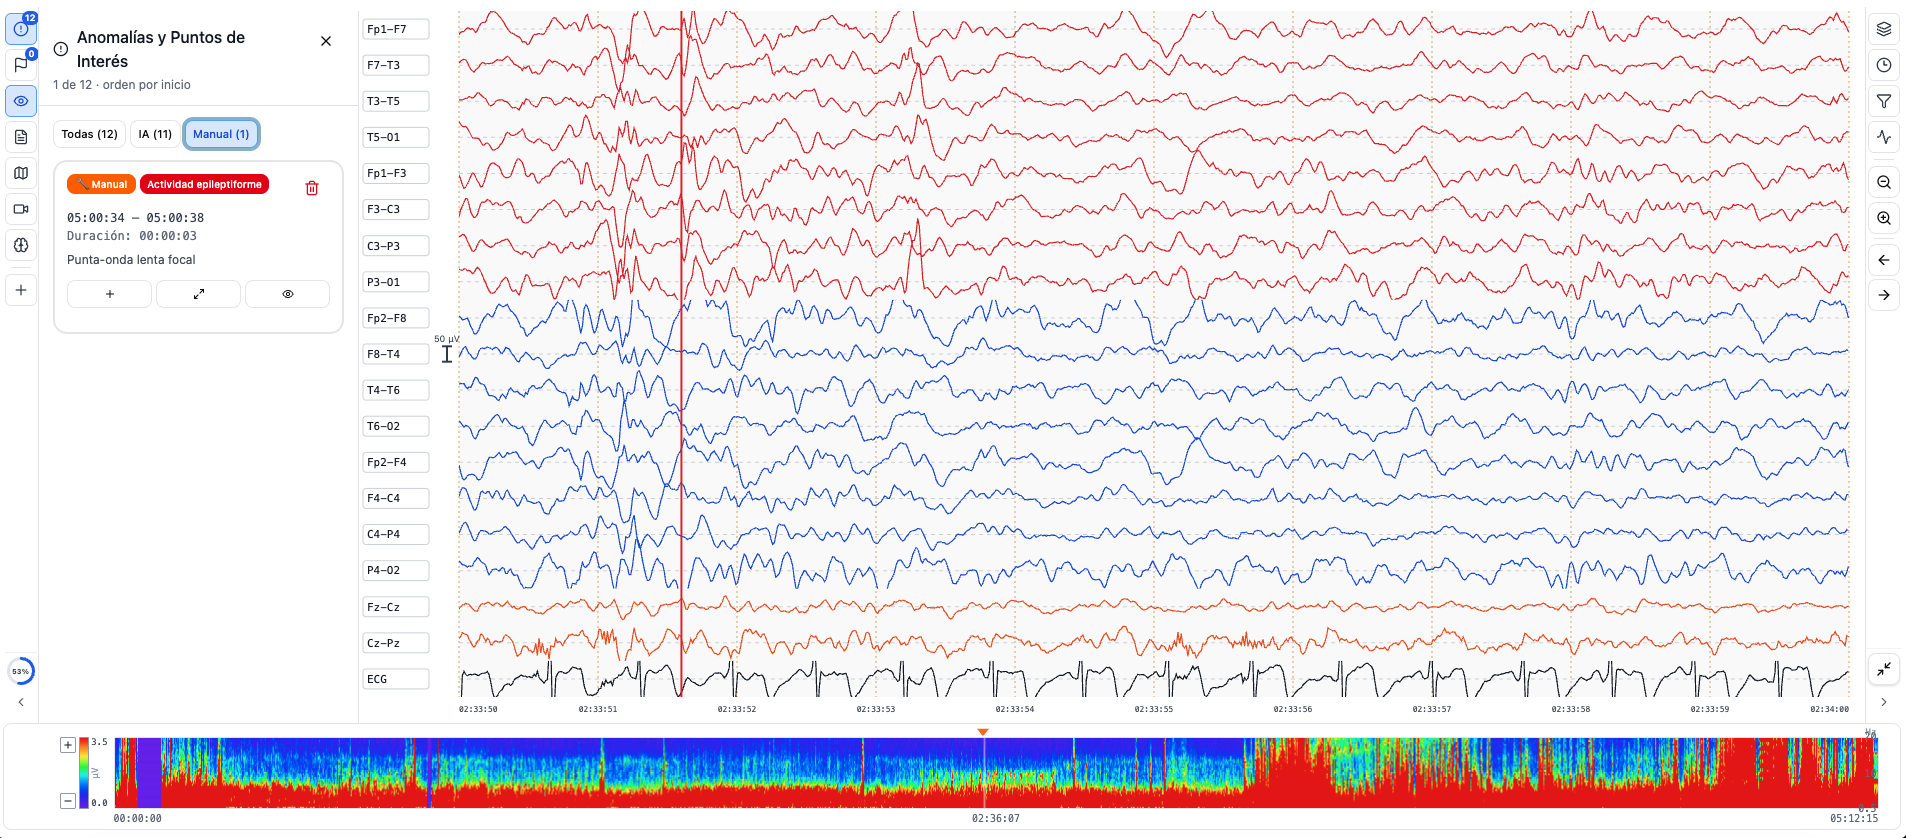 12
0
Anomalías y Puntos de
Interés
1 de 12 · orden por inicio
Todas (12)
IA (11)
Manual (1)
Manual
Actividad epileptiforme
05:00:34 — 05:00:38
Duración: 00:00:03
Punta-onda lenta focal
53%
Fp1-F7
F7-T3
T3-T5
T5-O1
Fp1-F3
F3-C3
C3-P3
P3-O1
Fp2-F8
50 µV
F8-T4
T4-T6
T6-O2
Fp2-F4
F4-C4
C4-P4
P4-O2
Fz-Cz
Cz-Pz
ECG
02:33:50
02:33:51
02:33:52
02:33:53
02:33:54
02:33:55
02:33:56
02:33:57
02:33:58
02:33:59
02:34:00
3.5
µV
0.0
Hz
20
0.5
00:00:00
02:36:07
05:12:15